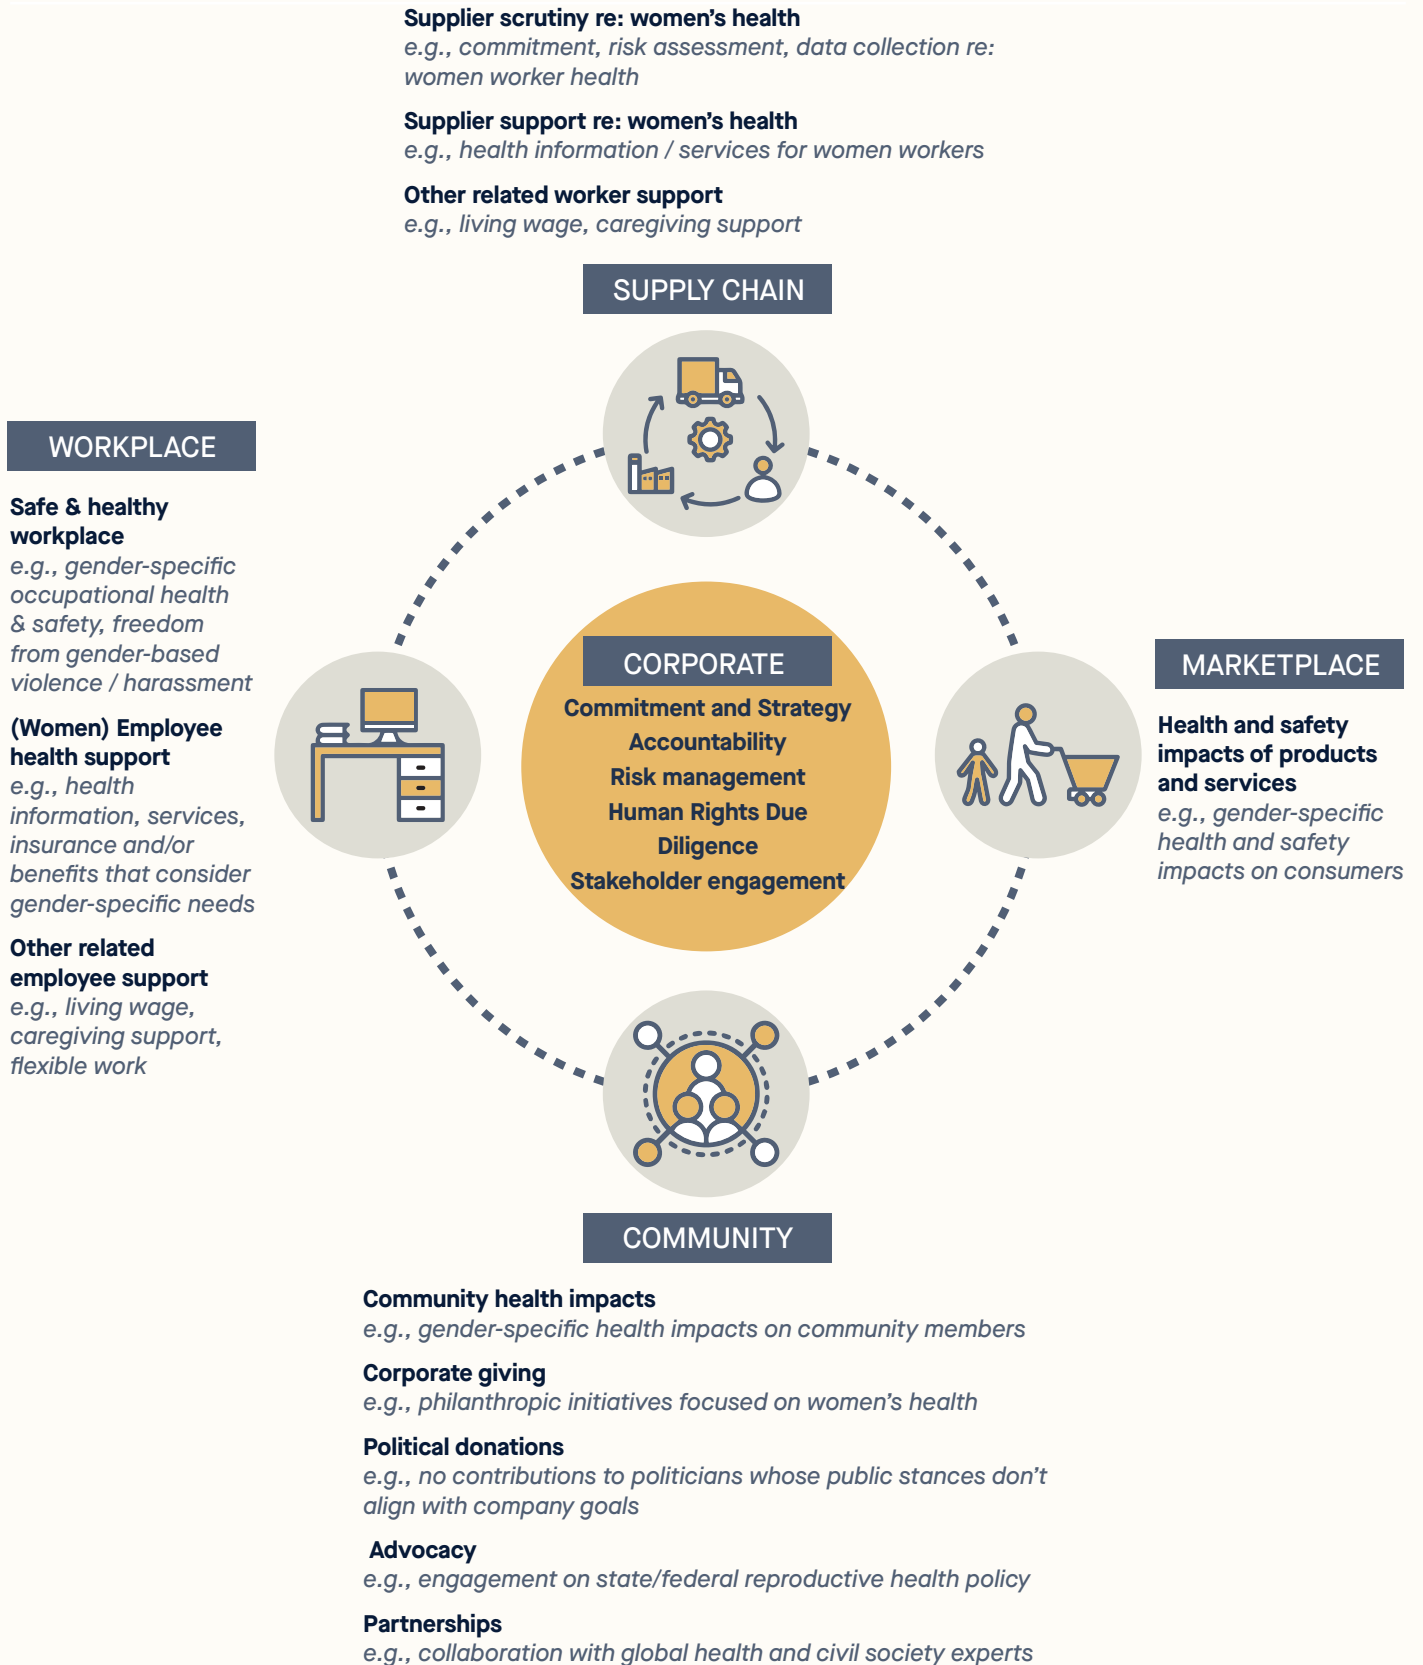 Supplier scrutiny re: women’s health
e.g., commitment, risk assessment, data collection re:
women worker health
Supplier support re: women’s health
e.g., health information / services for women workers
Other related worker support
e.g., living wage, caregiving support
SUPPLY CHAIN
WORKPLACE
Safe & healthy
workplace
e.g., gender-specific
occupational health
& safety, freedom
from gender-based
violence / harassment
(Women) Employee
health support
e.g., health
information, services,
insurance and/or
benefits that consider
gender-specific needs
Other related
employee support
e.g., living wage,
caregiving support,
flexible work
CORPORATE
Commitment and Strategy
Accountability
Risk management
Human Rights Due
Diligence
Stakeholder engagement
MARKETPLACE
Health and safety
impacts of products
and services
e.g., gender-specific
health and safety
impacts on consumers
COMMUNITY
Community health impacts
e.g., gender-specific health impacts on community members
Corporate giving
e.g., philanthropic initiatives focused on women’s health
Political donations
e.g., no contributions to politicians whose public stances don’t
align with company goals
Advocacy
e.g., engagement on state/federal reproductive health policy
Partnerships
e.g., collaboration with global health and civil society experts